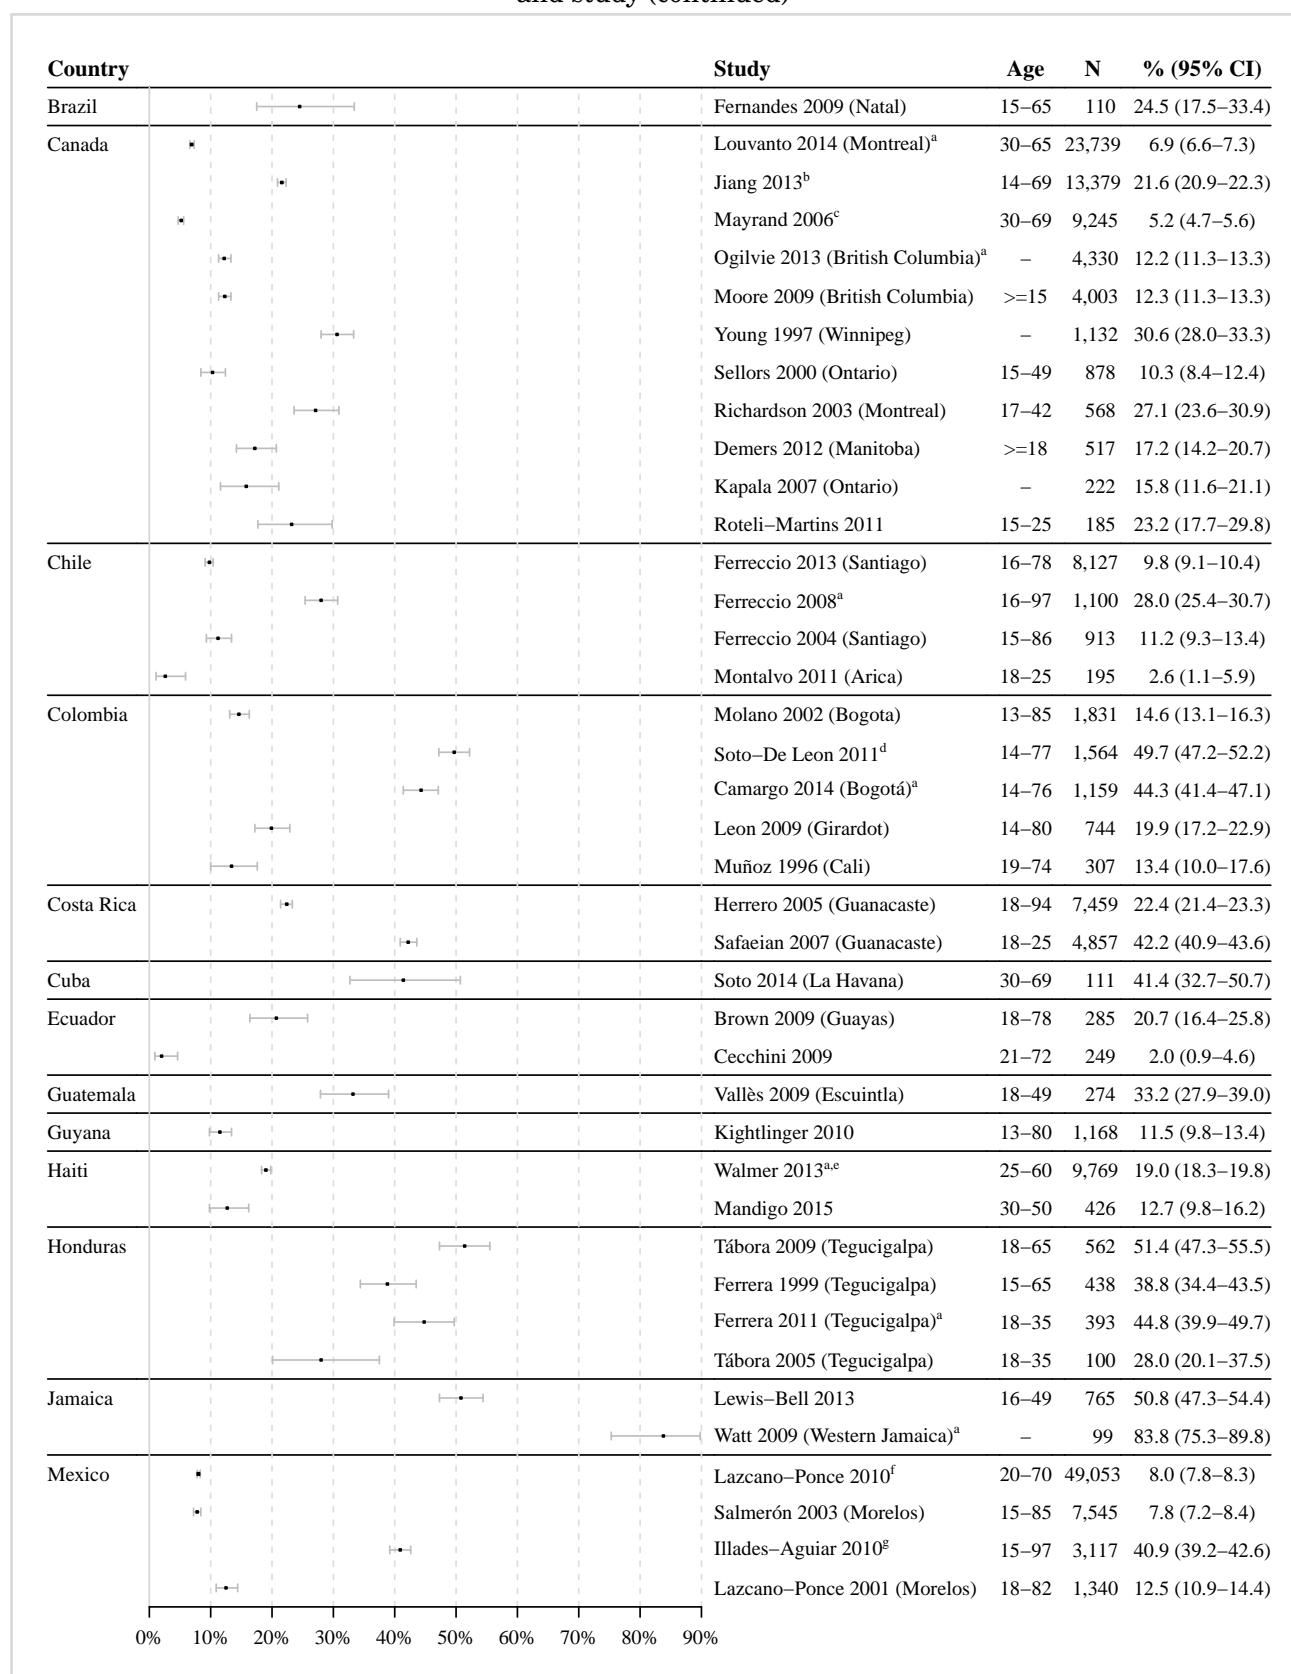 and study (continued)
Country Study Age N % (95% CI)
Brazil Fernandes 2009 (Natal) 15−65 110 24.5 (17.5−33.4)
Canada Louvanto 2014 (Montreal)a 30−65 23,739 6.9 (6.6−7.3)
Jiang 2013b 14−69 13,379 21.6 (20.9−22.3)
Mayrand 2006c 30−69 9,245 5.2 (4.7−5.6)
Ogilvie 2013 (British Columbia)a − 4,330 12.2 (11.3−13.3)
Moore 2009 (British Columbia) >=15 4,003 12.3 (11.3−13.3)
Young 1997 (Winnipeg) − 1,132 30.6 (28.0−33.3)
Sellors 2000 (Ontario) 15−49 878 10.3 (8.4−12.4)
Richardson 2003 (Montreal) 17−42 568 27.1 (23.6−30.9)
Demers 2012 (Manitoba) >=18 517 17.2 (14.2−20.7)
Kapala 2007 (Ontario) − 222 15.8 (11.6−21.1)
Roteli−Martins 2011 15−25 185 23.2 (17.7−29.8)
Chile Ferreccio 2013 (Santiago) 16−78 8,127 9.8 (9.1−10.4)
Ferreccio 2008a 16−97 1,100 28.0 (25.4−30.7)
Ferreccio 2004 (Santiago) 15−86 913 11.2 (9.3−13.4)
Montalvo 2011 (Arica) 18−25 195 2.6 (1.1−5.9)
Colombia Molano 2002 (Bogota) 13−85 1,831 14.6 (13.1−16.3)
Soto−De Leon 2011d 14−77 1,564 49.7 (47.2−52.2)
Camargo 2014 (Bogotá)a 14−76 1,159 44.3 (41.4−47.1)
Leon 2009 (Girardot) 14−80 744 19.9 (17.2−22.9)
Muñoz 1996 (Cali) 19−74 307 13.4 (10.0−17.6)
Costa Rica Herrero 2005 (Guanacaste) 18−94 7,459 22.4 (21.4−23.3)
Safaeian 2007 (Guanacaste) 18−25 4,857 42.2 (40.9−43.6)
Cuba Soto 2014 (La Havana) 30−69 111 41.4 (32.7−50.7)
Ecuador Brown 2009 (Guayas) 18−78 285 20.7 (16.4−25.8)
Cecchini 2009 21−72 249 2.0 (0.9−4.6)
Guatemala Vallès 2009 (Escuintla) 18−49 274 33.2 (27.9−39.0)
Guyana Kightlinger 2010 13−80 1,168 11.5 (9.8−13.4)
Haiti Walmer 2013a,e 25−60 9,769 19.0 (18.3−19.8)
Mandigo 2015 30−50 426 12.7 (9.8−16.2)
Honduras Tábora 2009 (Tegucigalpa) 18−65 562 51.4 (47.3−55.5)
Ferrera 1999 (Tegucigalpa) 15−65 438 38.8 (34.4−43.5)
Ferrera 2011 (Tegucigalpa)a 18−35 393 44.8 (39.9−49.7)
Tábora 2005 (Tegucigalpa) 18−35 100 28.0 (20.1−37.5)
Jamaica Lewis−Bell 2013 16−49 765 50.8 (47.3−54.4)
Watt 2009 (Western Jamaica)a − 99 83.8 (75.3−89.8)
Mexico Lazcano−Ponce 2010f 20−70 49,053 8.0 (7.8−8.3)
Salmerón 2003 (Morelos) 15−85 7,545 7.8 (7.2−8.4)
Illades−Aguiar 2010g 15−97 3,117 40.9 (39.2−42.6)
Lazcano−Ponce 2001 (Morelos) 18−82 1,340 12.5 (10.9−14.4)
0% 10% 20% 30% 40% 50% 60% 70% 80% 90%